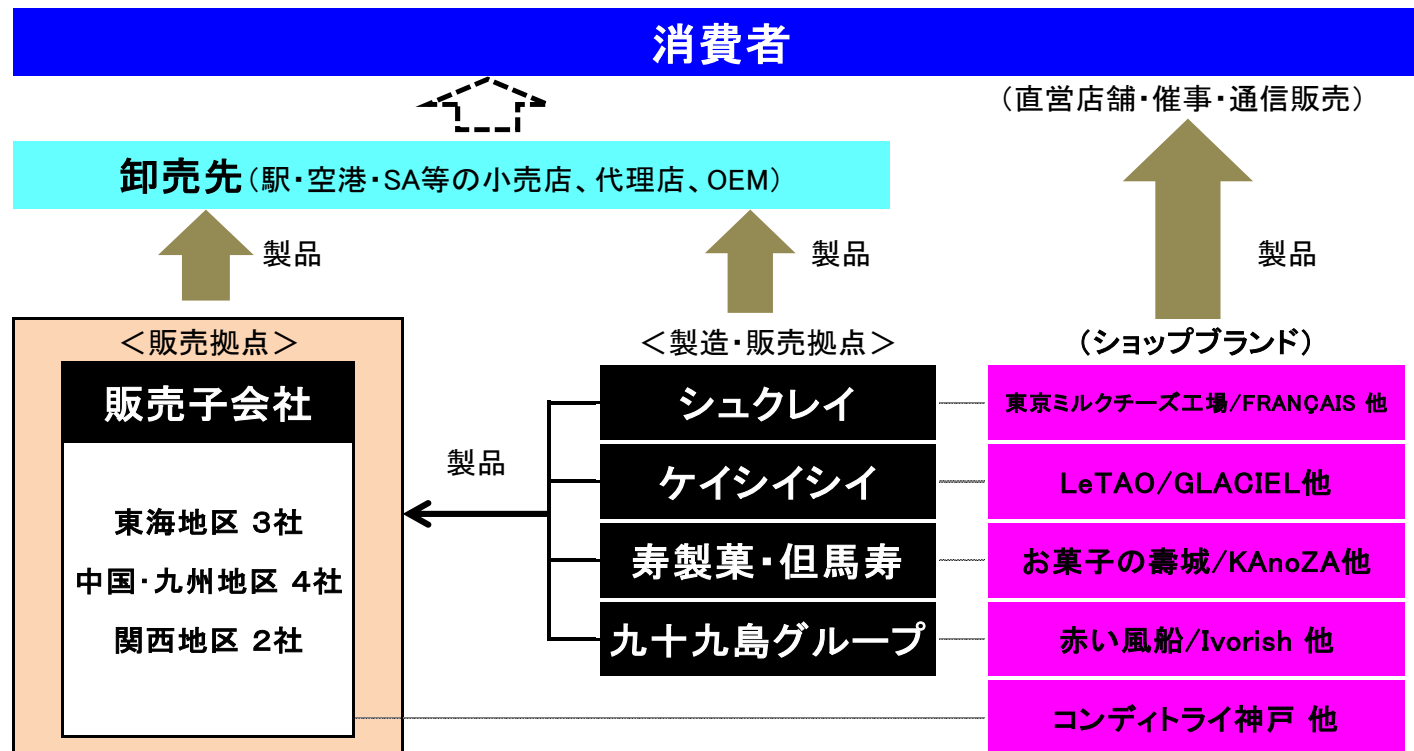 消費者
（直営店舗・催事・通信販売）
卸売先（駅・空港・SA等の小売店、代理店、OEM）
製品
製品
製品
＜販売拠点＞
販売子会社
東海地区 3社
中国・九州地区 4社
関西地区 2社
製品
＜製造・販売拠点＞
シュクレイ
ケイシイシイ
寿製菓・但馬寿
九十九島グループ
（ショップブランド）
東京ミルクチーズ工場/FRANÇAIS 他
LeTAO/GLACIEL他
お菓子の壽城/KAnoZA他
赤い風船/Ivorish 他
コンディトライ神戸 他